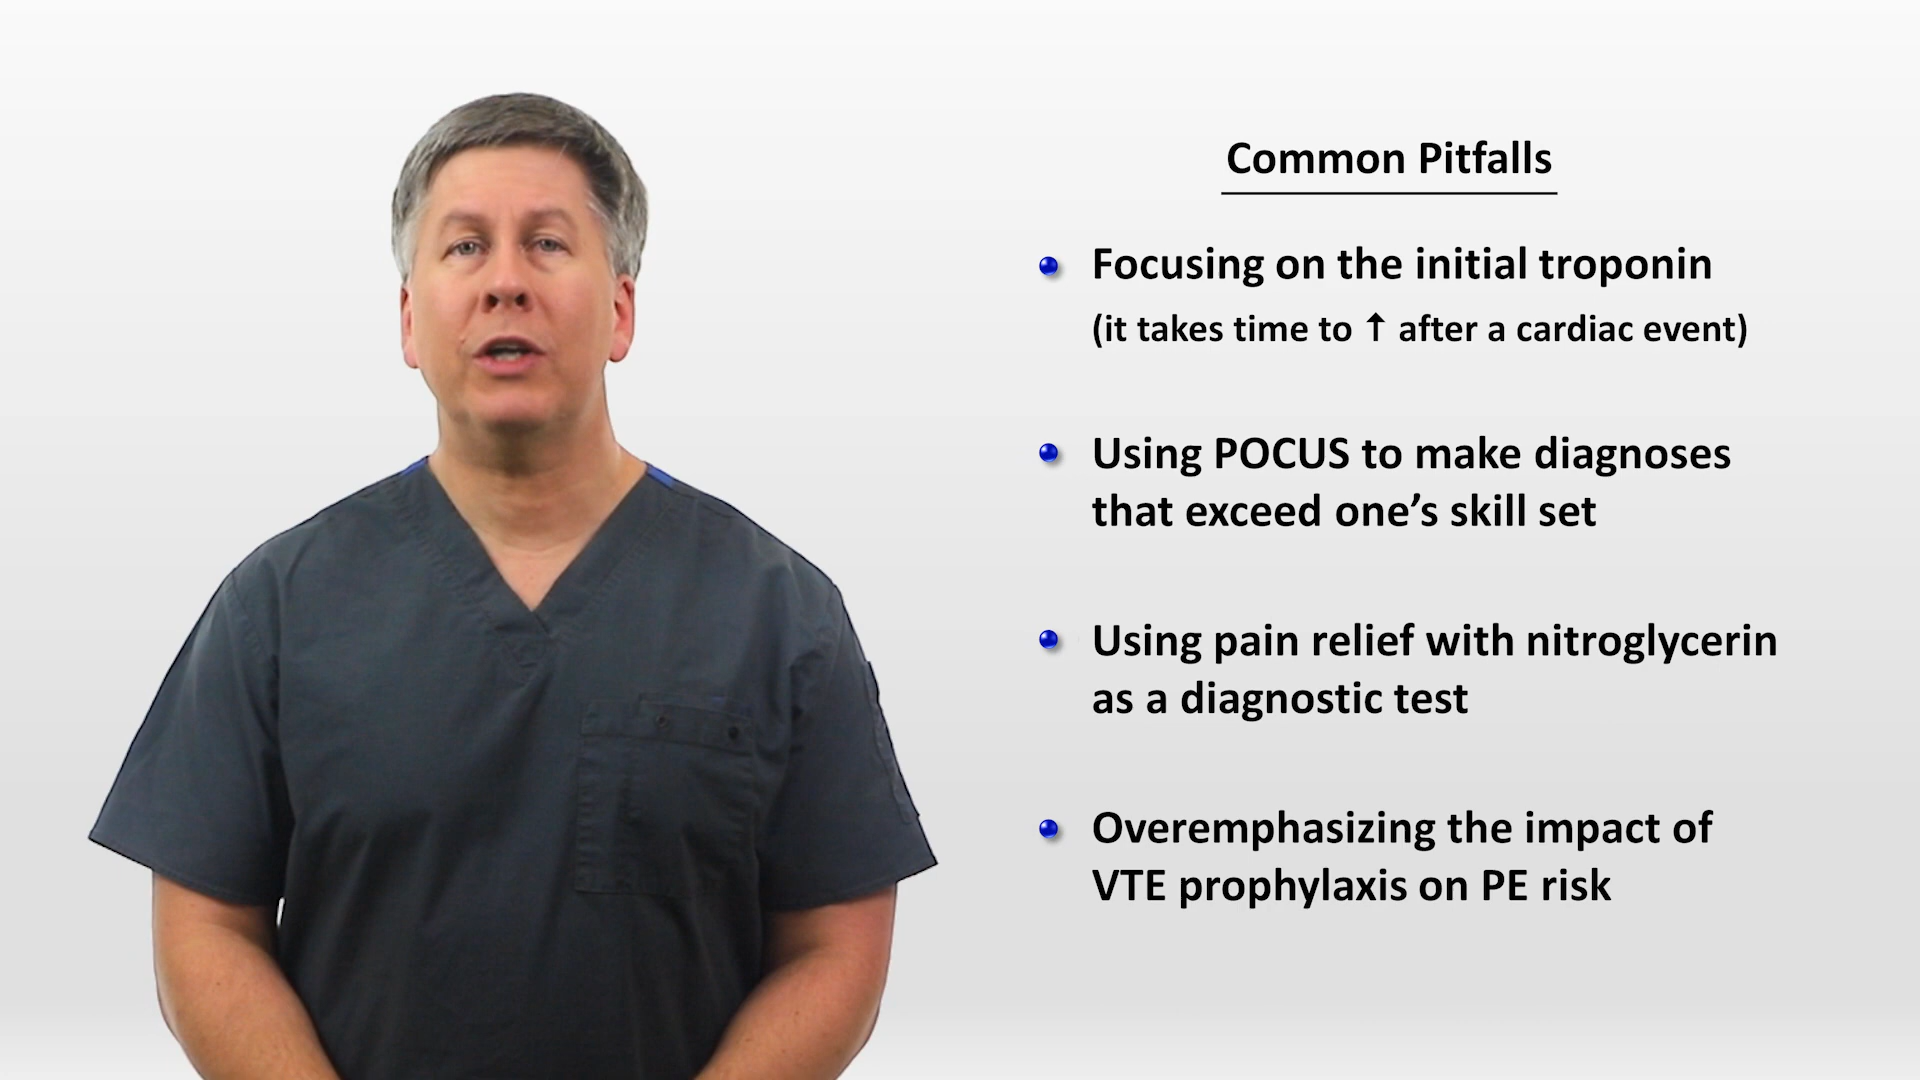 Common Pitfalls
Focusing on the initial troponin
(it takes time to ↑ after a cardiac event)
Using POCUS to make diagnoses
that exceed one’s skill set
Using pain relief with nitroglycerin
as a diagnostic test
Overemphasizing the impact of
VTE prophylaxis on PE risk